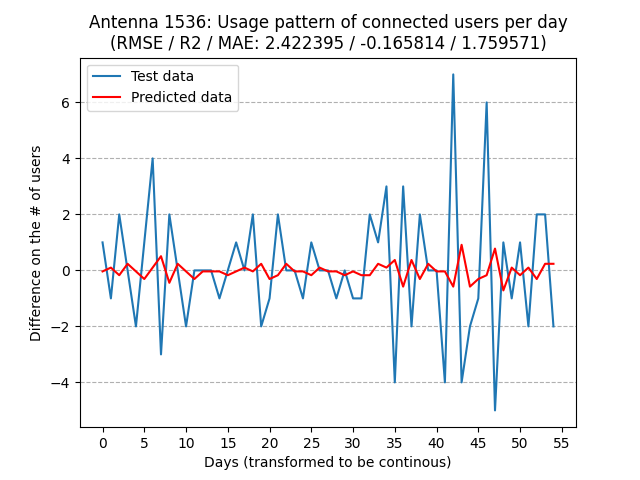 Antenna 1536: Usage pattern of connected users per day
(RMSE / R2 / MAE: 2.422395 / -0.165814 / 1.759571)
Test data
Predicted data
6
4
2
0
−2
−4
Difference on the # of users
0 5 10 15 20 25 30 35 40 45 50 55
Days (transformed to be continous)